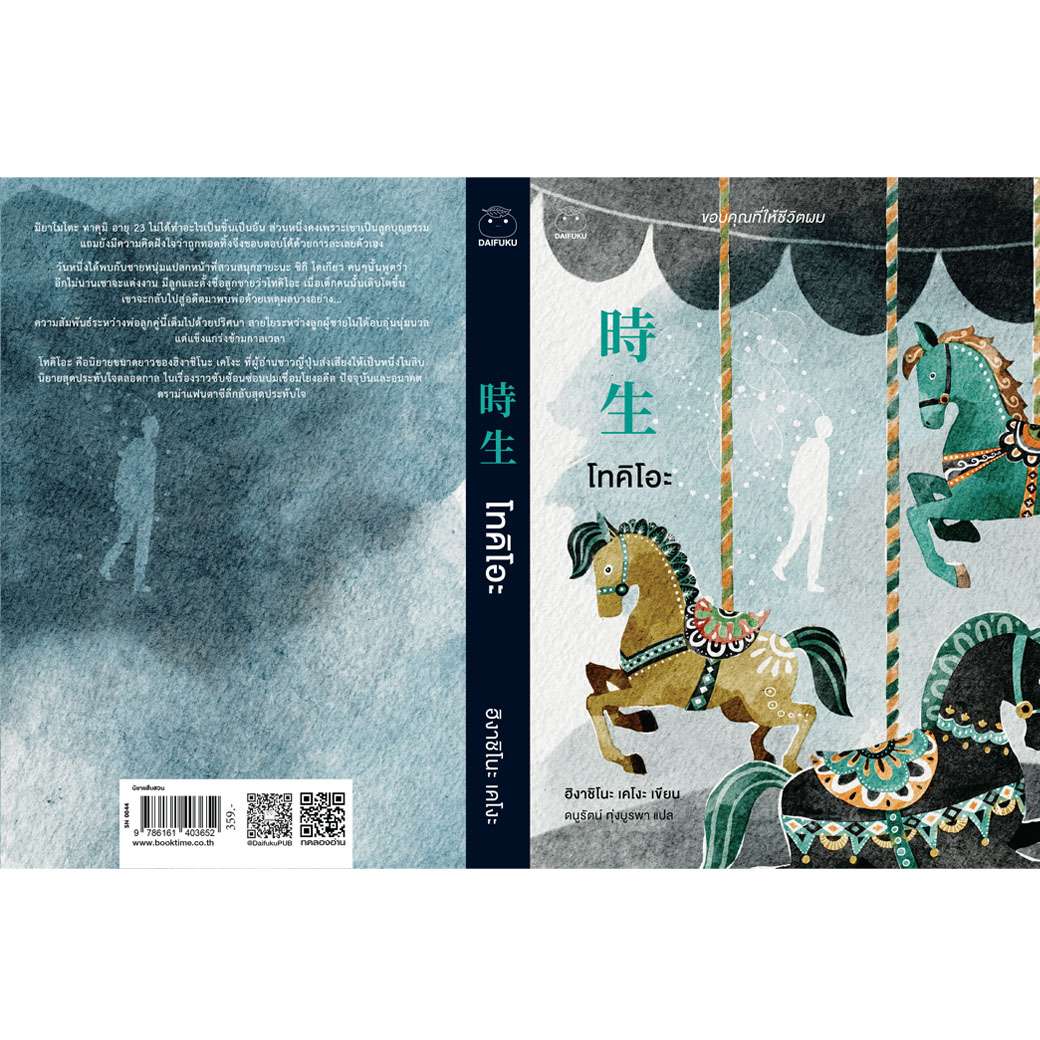 มิยาโมโตะ ทาคุมิ อายุ 23 ไม่ได้ทำอะไรเป็นชิ้นเป็นอัน ส่วนหนึ่งคงเพราะเขาเป็นลูกบุญธรรม
แถมยังมีความคิดฝังใจว่าถูกทอดทิ้งจึงชอบตอบโต้ด้วยการละเลยตัวเอง
วันหนึ่งได้พบกับชายหนุ่มแปลกหน้าที่สวนสนุกฮายะนะ ชิกิ โตเกียว คนๆนั้นพูดว่า
อีกไม่นานเขาจะแต่งงาน มีลูกและตั้งชื่อลูกชายว่าโทคิโอะ เมื่อเด็กคนนั้นเติบโตขึ้น
เขาจะกลับไปสู่อดีตมาพบพ่อด้วยเหตุผลบางอย่าง...
ความสัมพันธ์ระหว่างพ่อลูกคู่นี้เต็มไปด้วยปริศนา สายใยระหว่างลูกผู้ชายไม่ได้อบอุ่นนุ่มนวล
แต่แข็งแกร่งข้ามกาลเวลา
โทคิโอะ คือนิยายขนาดยาวของฮิงาชิโนะ เคโงะ ที่ผู้อ่านชาวญี่ปุ่นส่งเสียงให้เป็นหนึ่งในสิบ
นิยายสุดประทับใจตลอดกาล ในเรื่องราวซับซ้อนซ่อนปมเชื่อมโยงอดีต ปัจจุบันและอนาคต
ดราม่าแฟนตาซีลึกลับสุดประทับใจ
นิยายสืบสวน
SN 0044
9 786161 403652
359.-
www.booktime.co.th
@DaifukuPUB
ทดลองอ่าน
DAIFUKU
時生
โทคิโอะ
ฮิงาชิโนะ เคโงะ
DAIFUKU
ขอบคุณที่ให้ชีวิตผม
時
生
โทคิโอะ
ฮิงาชิโนะ เคโงะ เขียน
ดนุรัตน์ ทุ่งบูรพา แปล